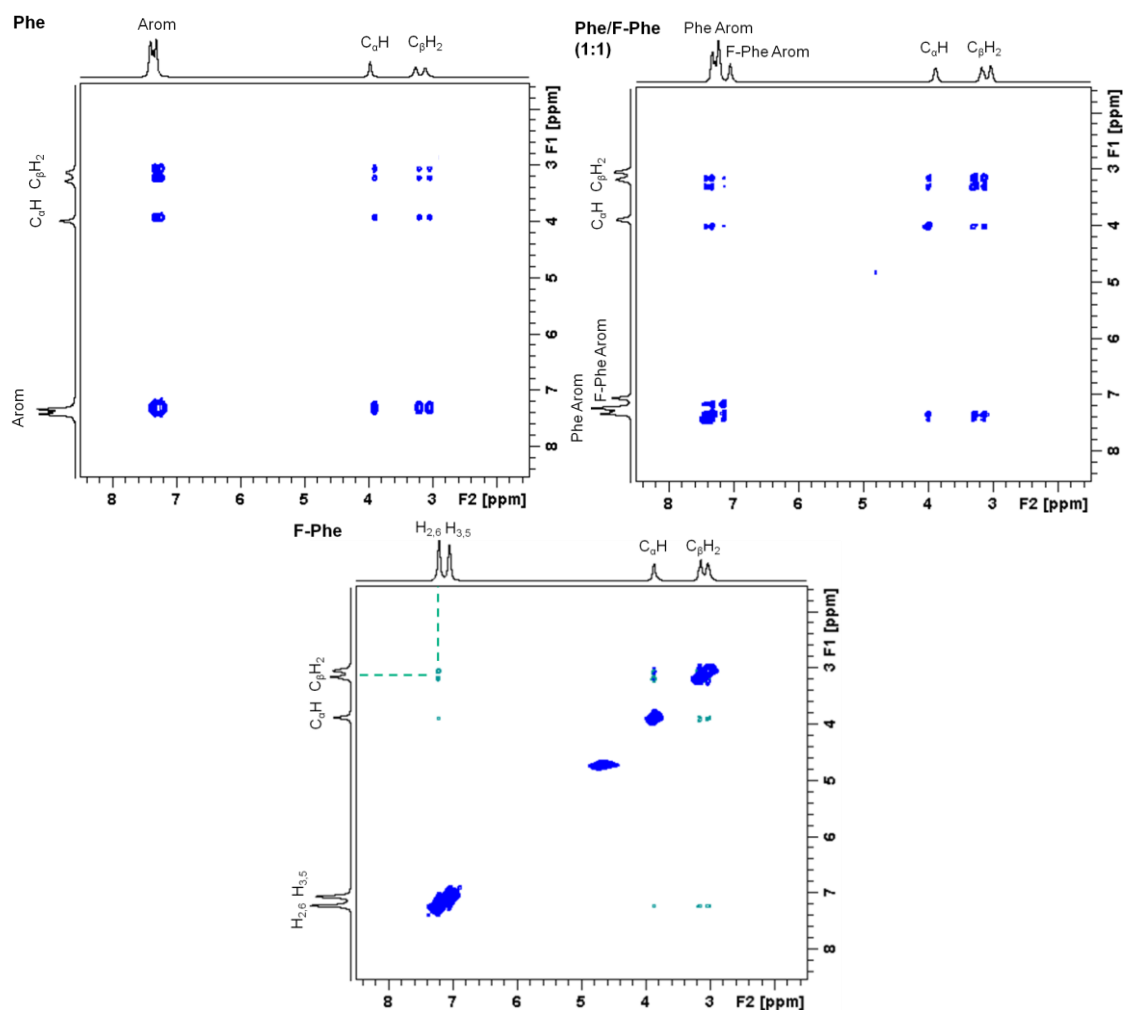 Phe
Arom
CαH
CβH2
F1 [ppm]
3
4
5
6
7
8
CαH CβH2
Arom
8 7 6 5 4 3 F2 [ppm]
Phe/F-Phe
(1:1)
Phe Arom
F-Phe Arom
CαH
CβH2
F1 [ppm]
3
4
5
6
7
8
CαH CβH2
Phe Arom
F-Phe Arom
8 7 6 5 4 3 F2 [ppm]
F-Phe
H2,6 H3,5
CαH
CβH2
F1 [ppm]
3
4
5
6
7
8
CαH CβH2
H2,6 H3,5
8 7 6 5 4 3 F2 [ppm]